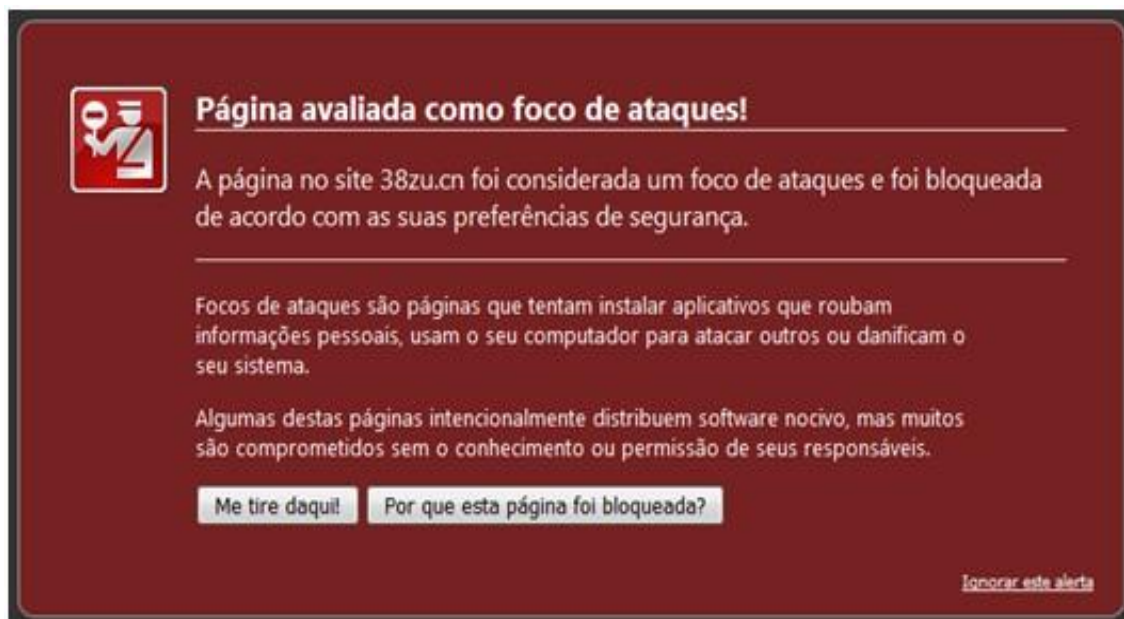 Página avaliada como foco de ataques!
A página no site 38zu.cn foi considerada um foco de ataques e foi bloqueada
de acordo com as suas preferências de segurança.
Focos de ataques são páginas que tentam instalar aplicativos que roubam
informações pessoais, usam o seu computador para atacar outros ou danificam o
seu sistema.
Algumas destas páginas intencionalmente distribuem software nocivo, mas muitos
são comprometidos sem o conhecimento ou permissão de seus responsáveis.
Me tire daqui! Por que esta página foi bloqueada?
Ignorar este alerta